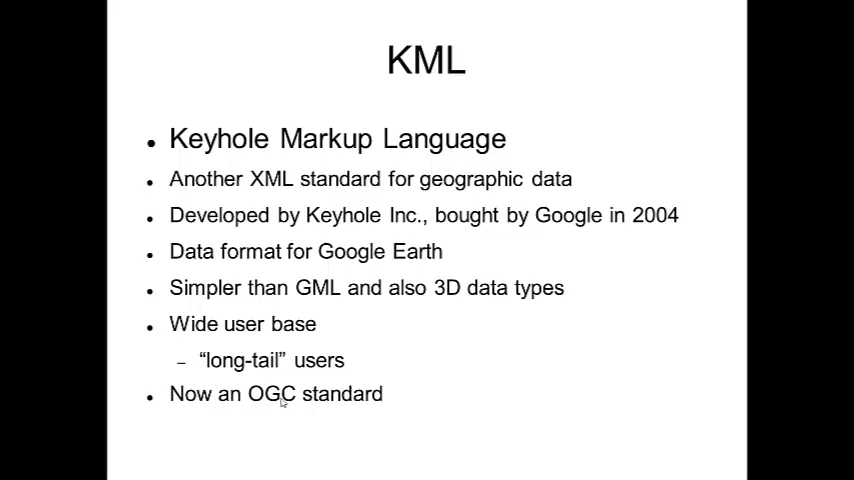 KML
• Keyhole Markup Language
• Another XML standard for geographic data
• Developed by Keyhole Inc., bought by Google in 2004
• Data format for Google Earth
• Simpler than GML and also 3D data types
• Wide user base
– “long-tail” users
• Now an OGC standard